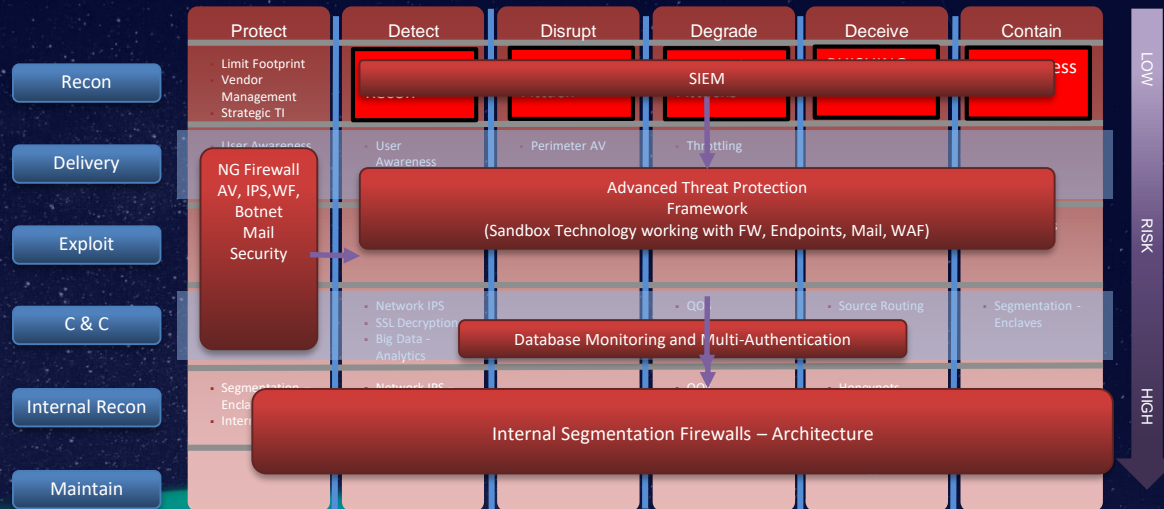 Protect
Detect
Disrupt
Degrade
Deceive
Contain
Recon
Limit Footprint
Vendor
Management
Strategic TI
SIEM
LOW
Delivery
User Awareness
User
Awareness
Perimeter AV
Throttling
NG Firewall
AV, IPS,WF,
Botnet
Mail
Security
Advanced Threat Protection
Framework
(Sandbox Technology working with FW, Endpoints, Mail, WAF)
Exploit
RISK
C & C
Network IPS
SSL Decryption
Big Data -
Analytics
QOS
Source Routing
Segmentation -
Enclaves
Database Monitoring and Multi-Authentication
Internal Recon
Segmentation -
Network IPS -
Honeypots
Internal Segmentation Firewalls – Architecture
HIGH
Maintain